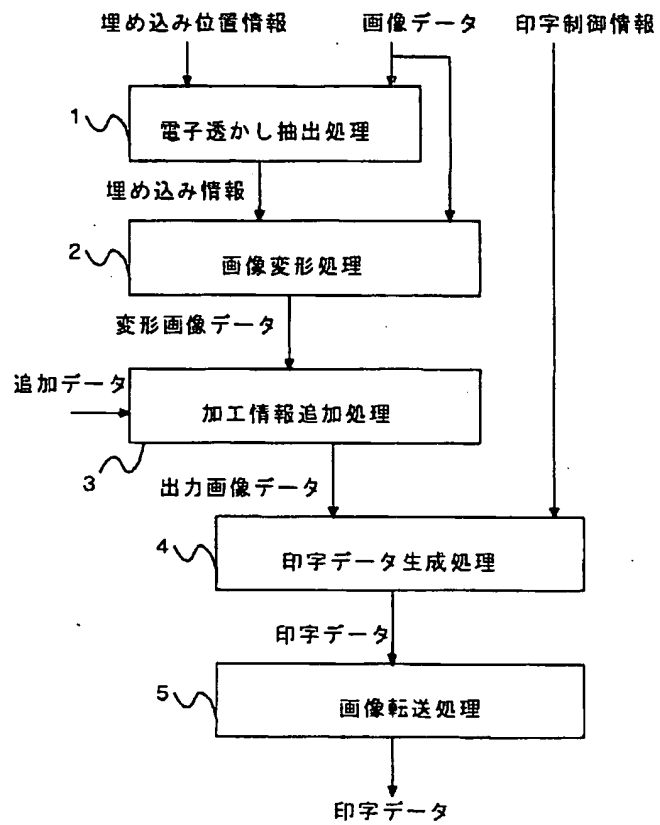 埋め込み位置情報
画像データ
印字制御情報
1
電子透かし抽出処理
埋め込み情報
2
画像変形処理
変形画像データ
追加データ
加工情報追加処理
3
出力画像データ
4
印字データ生成処理
印字データ
5
画像転送処理
印字データ